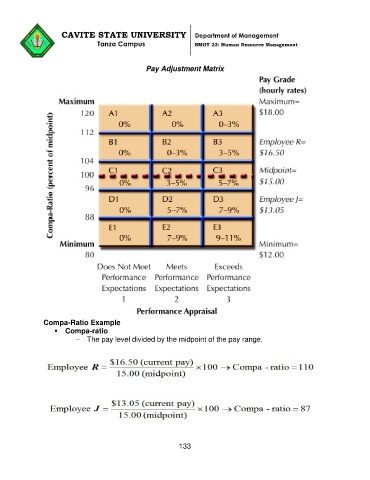 CAVITE STATE UNIVERSITY Department of Management
Tanza Campus BMGT 23: Human Resource Management
Pay Adjustment Matrix
Pay Grade
(hourly rates)
Maximum Maximum=
120 A1 A2 A3 $18.00
0% 0% 0–3%
112
B1 B2 B3 Employee R=
0% 0–3% 3–5% $16.50
104
100 C1 C2 C3 Midpoint=
0% 3–5% 5–7% $15.00
96
D1 D2 D3 Employee J=
0% 5–7% 7–9% $13.05
88
E1 E2 E3
Minimum 0% 7–9% 9–11% Minimum=
80 $12.00
Compa-Ratio (percent of midpoint)
Does Not Meet Meets Exceeds
Performance Performance Performance
Expectations Expectations Expectations
1 2 3
Performance Appraisal
Compa-Ratio Example
▪ Compa-ratio
– The pay level divided by the midpoint of the pay range.
Employee R = $16.50 (current pay) / 15.00 (midpoint) ×100 → Compa - ratio = 110
Employee J = $13.05 (current pay) / 15.00 (midpoint) ×100 → Compa - ratio = 87
133